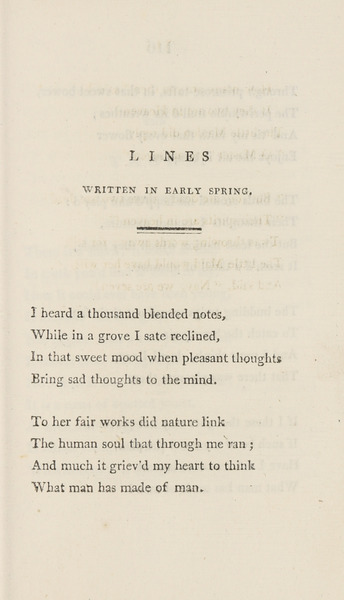 LINES
WRITTEN IN EARLY SPRING,
I heard a thousand blended notes,
While in a grove I sate reclined,
In that sweet mood when pleasant thoughts
Bring sad thoughts to the mind.
To her fair works did nature link
The human soul that through me ran ;
And much it griev'd my heart to think
What man has made of man.